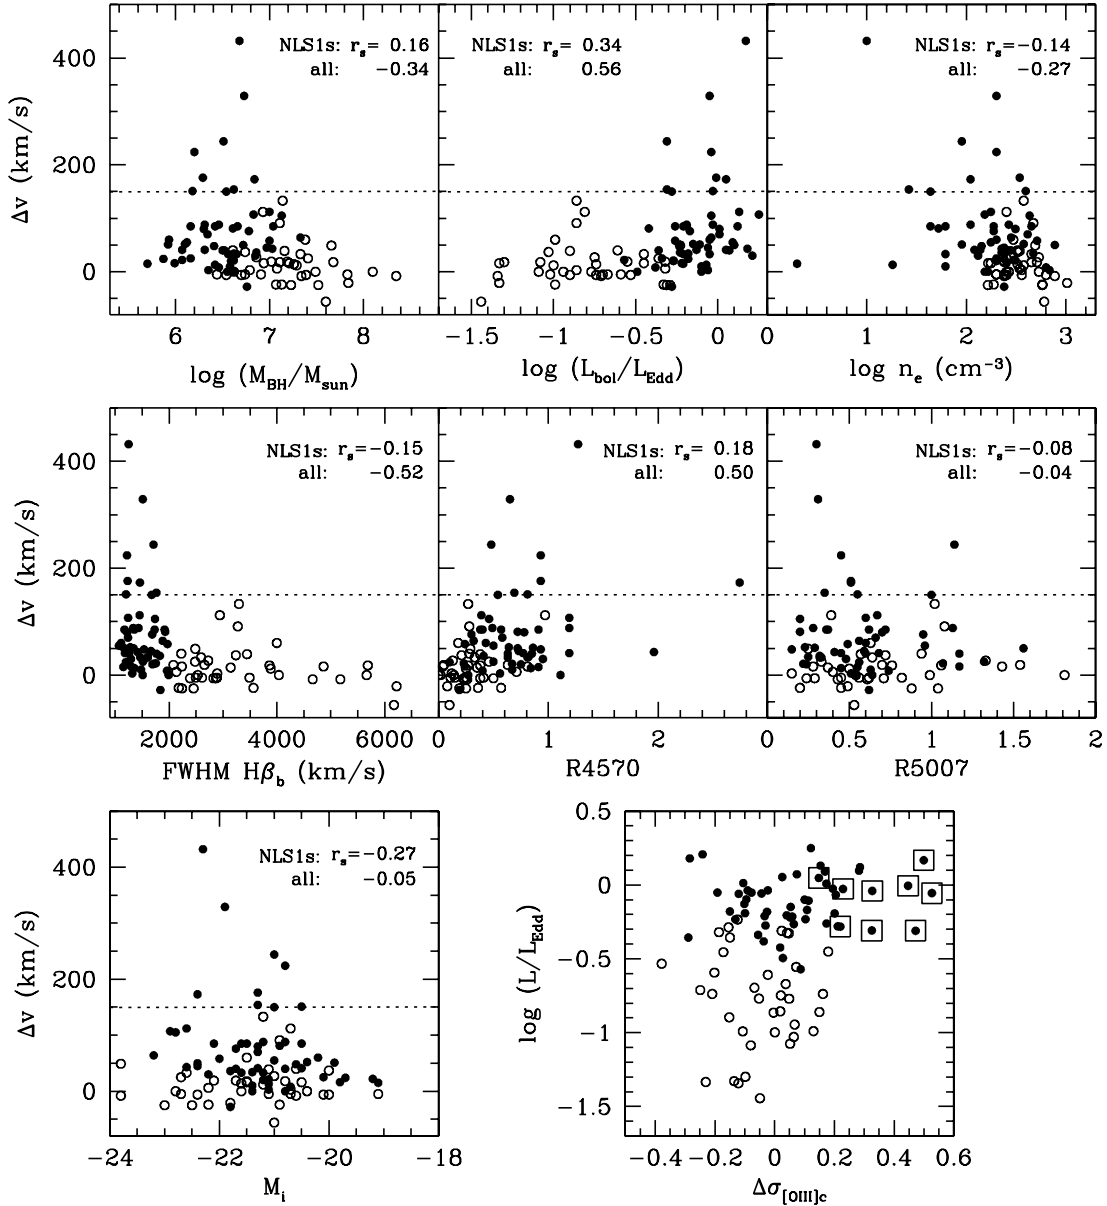 NLS1s: r_s= 0.16
all: −0.34
NLS1s: r_s= 0.34
all: 0.56
NLS1s: r_s=−0.14
all: −0.27
400
200
0
Δv (km/s)
6 7 8
−1.5 −1 −0.5 0 0
1 2 3
log (M_BH/M_sun)
log (L_bol/L_Edd)
log n_e (cm⁻³)
NLS1s: r_s=−0.15
all: −0.52
NLS1s: r_s= 0.18
all: 0.50
NLS1s: r_s=−0.08
all: −0.04
400
200
0
Δv (km/s)
2000 4000 6000
0 1 2
0 0.5 1 1.5 2
FWHM Hβ_b (km/s)
R4570
R5007
NLS1s: r_s=−0.27
all: −0.05
400
200
0
Δv (km/s)
−24 −22 −20 −18
M_i
0.5
0
−0.5
−1
−1.5
log (L/L_Edd)
−0.4 −0.2 0 0.2 0.4 0.6
Δσ_[OIII]c